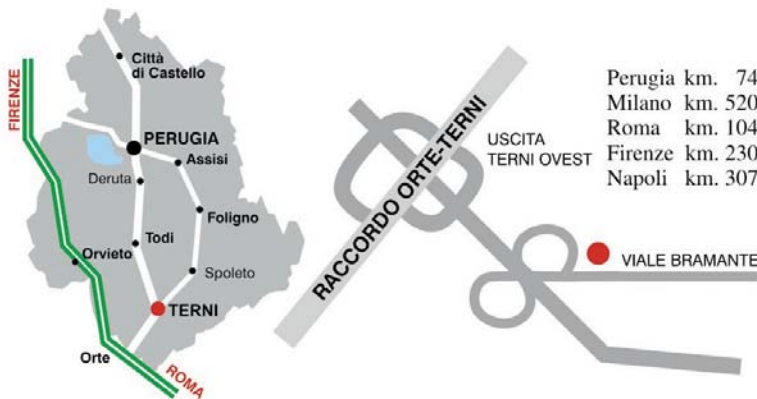 FIRENZE
Città
di Castello
PERUGIA
Assisi
Deruta
Foligno
Todi
Orvieto
Spoleto
TERNI
Orte
ROMA
RACCORDO ORTE-TERNI
USCITA
TERNI OVEST
VIALE BRAMANTE
Perugia km. 74
Milano km. 520
Roma km. 104
Firenze km. 230
Napoli km. 307